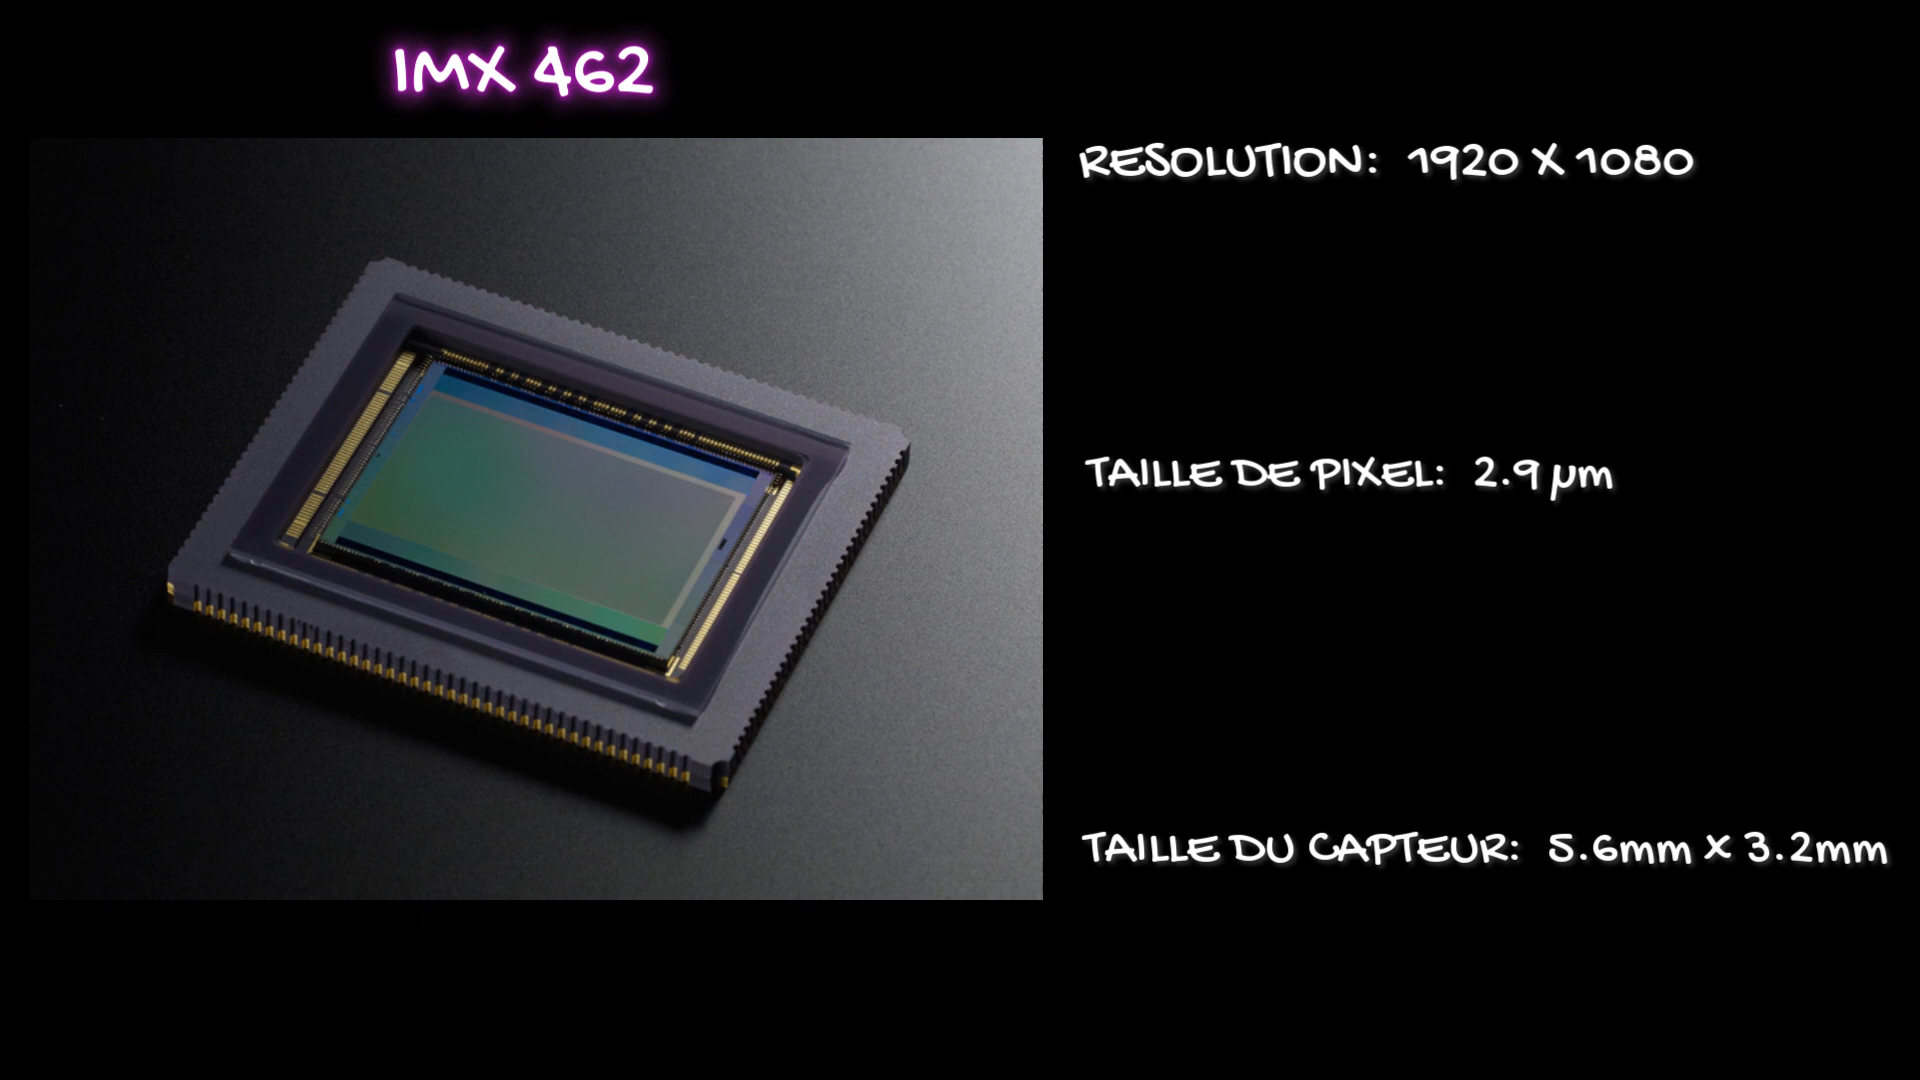 IMX 462
RESOLUTION: 1920 X 1080
TAILLE DE PIXEL: 2.9 µm
TAILLE DU CAPTEUR: 5.6mm X 3.2mm